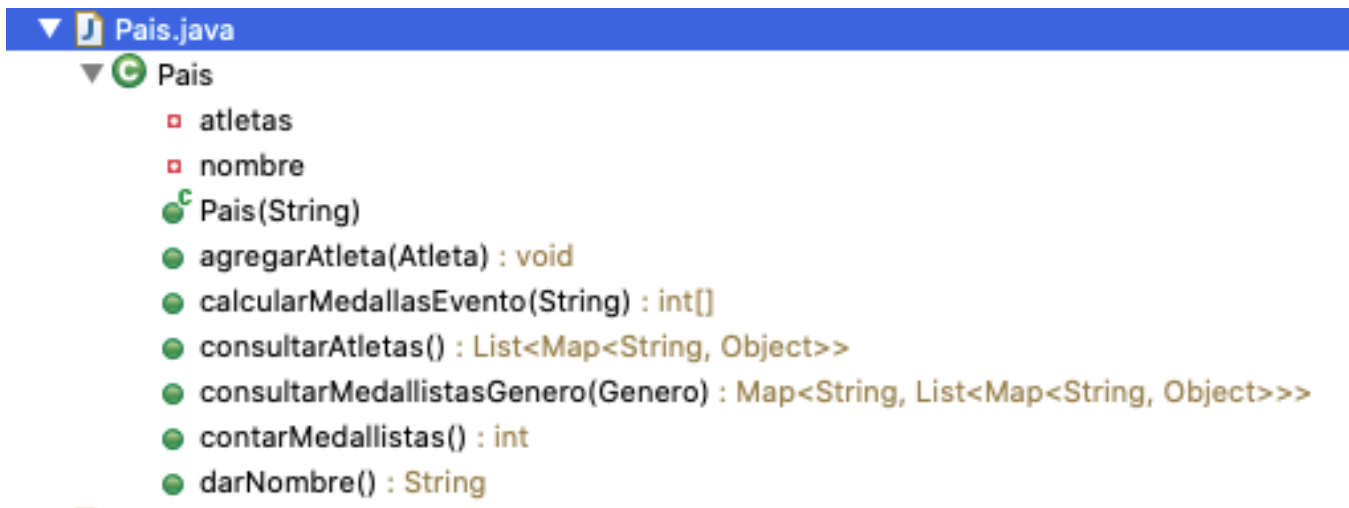 Pais.java
Pais
atletas
nombre
Pais(String)
agregarAtleta(Atleta) : void
calcularMedallasEvento(String) : int[]
consultarAtletas() : List<Map<String, Object>>
consultarMedallistasGenero(Genero) : Map<String, List<Map<String, Object>>>
contarMedallistas() : int
darNombre() : String